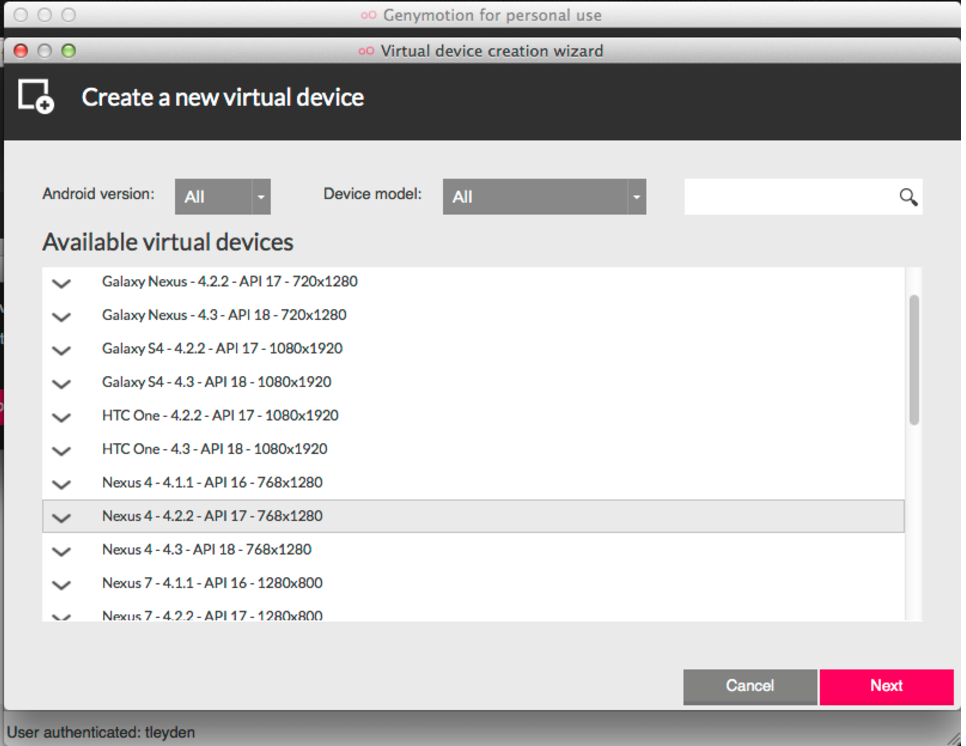 Genymotion for personal use
Virtual device creation wizard
Create a new virtual device
Android version: All Device model: All
Available virtual devices
Galaxy Nexus - 4.2.2 - API 17 - 720x1280
Galaxy Nexus - 4.3 - API 18 - 720x1280
Galaxy S4 - 4.2.2 - API 17 - 1080x1920
Galaxy S4 - 4.3 - API 18 - 1080x1920
HTC One - 4.2.2 - API 17 - 1080x1920
HTC One - 4.3 - API 18 - 1080x1920
Nexus 4 - 4.1.1 - API 16 - 768x1280
Nexus 4 - 4.2.2 - API 17 - 768x1280
Nexus 4 - 4.3 - API 18 - 768x1280
Nexus 7 - 4.1.1 - API 16 - 1280x800
Nexus 7 - 4.2.2 - API 17 - 1280x800
Cancel Next
User authenticated: tleyden